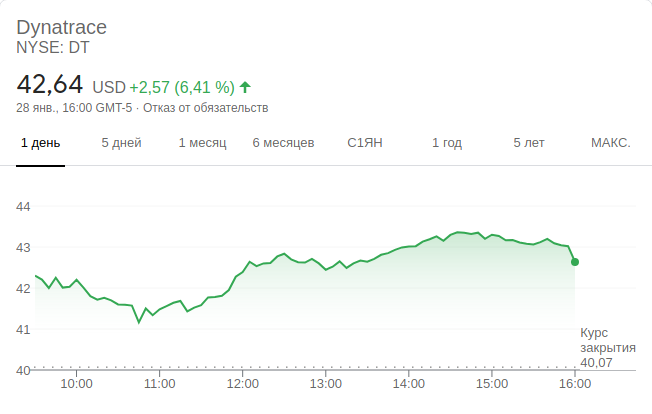 Dynatrace
NYSE: DT
42,64 USD +2,57 (6,41 %)
28 янв., 16:00 GMT-5 · Отказ от обязательств
1 день 5 дней 1 месяц 6 месяцев С1ЯН 1 год 5 лет МАКС.
44
43
42
41
40
Курс
закрытия
40,07
10:00 11:00 12:00 13:00 14:00 15:00 16:00